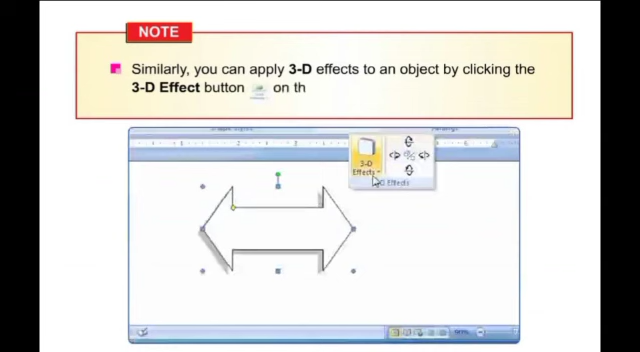 NOTE
Similarly, you can apply 3-D effects to an object by clicking the
3-D Effect button on th
3-D
Effects
Effects